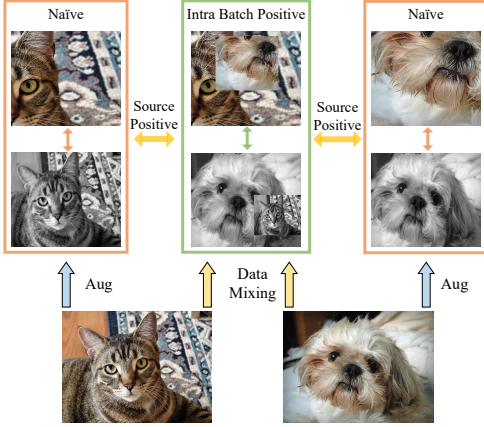 Naïve
Intra Batch Positive
Naïve
Source
Positive
Source
Positive
Aug
Data
Mixing
Aug